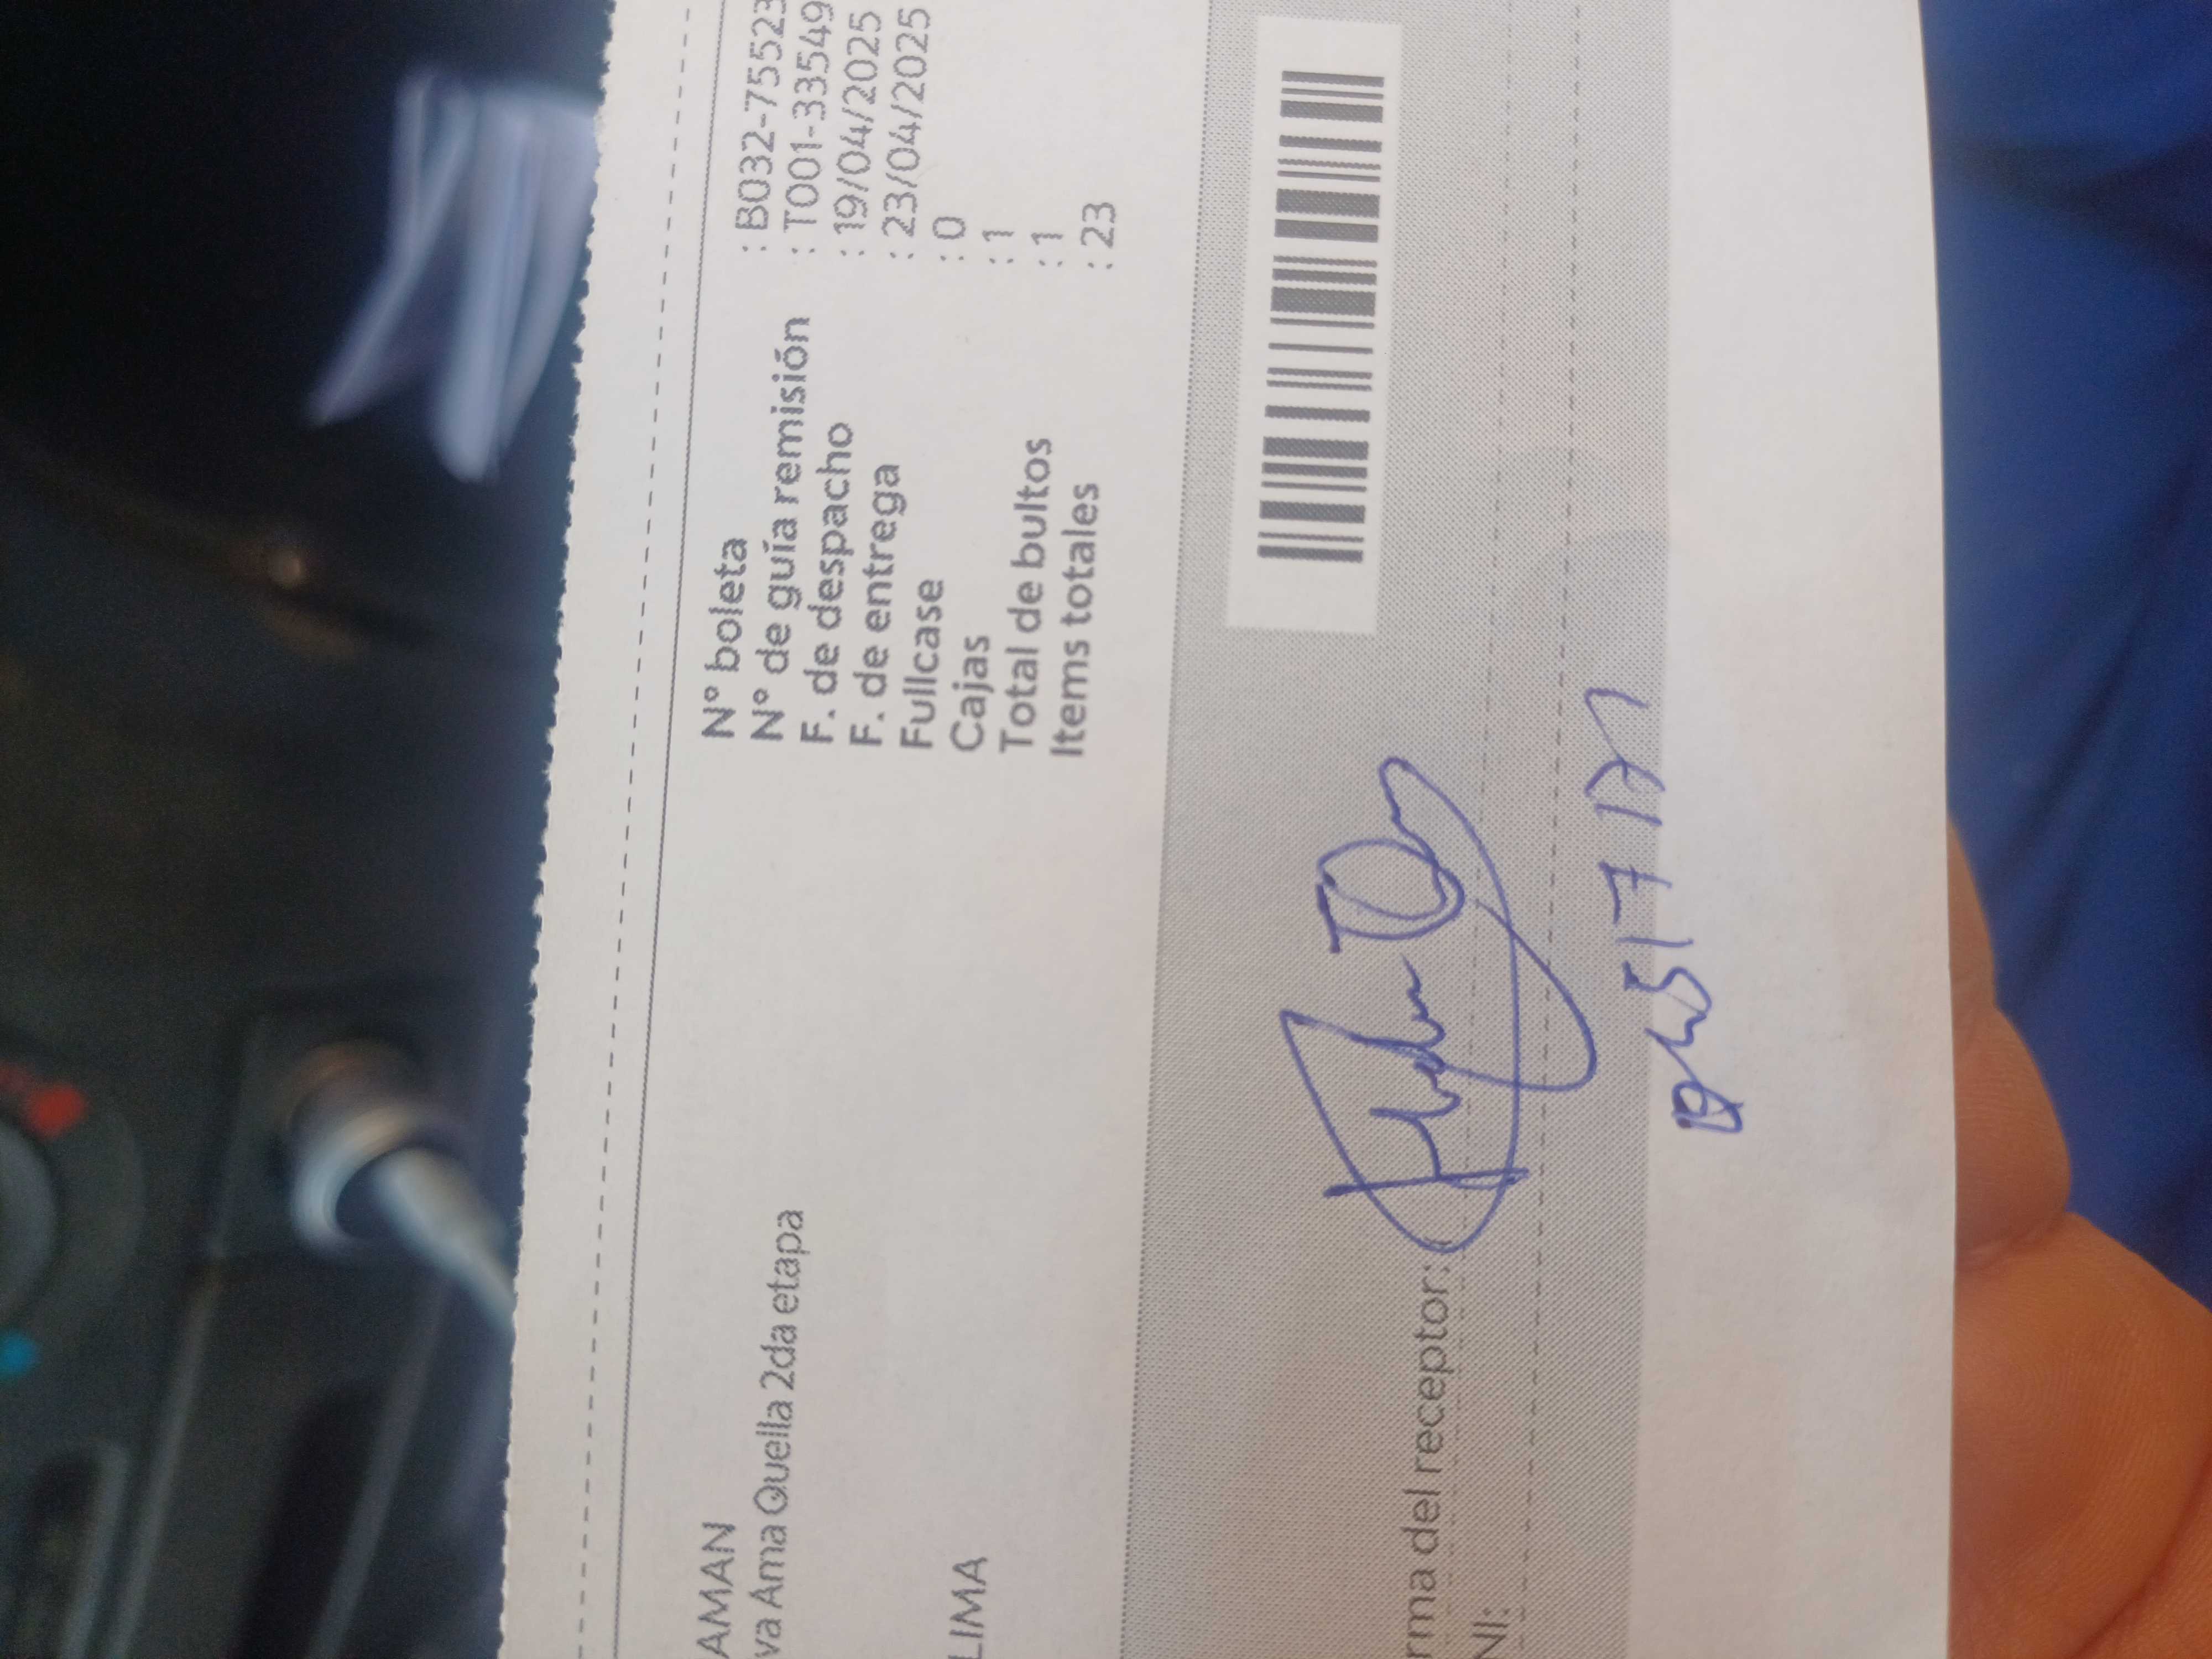 AMAN
va Ama Quella 2da etapa
LIMA
N° boleta : B032-75523
N° de guía remisión : T001-33549
F. de despacho : 19/04/2025
F. de entrega : 23/04/2025
Fullcase : 0
Cajas : 1
Total de bultos : 1
Items totales : 23
rma del receptor:
NI: